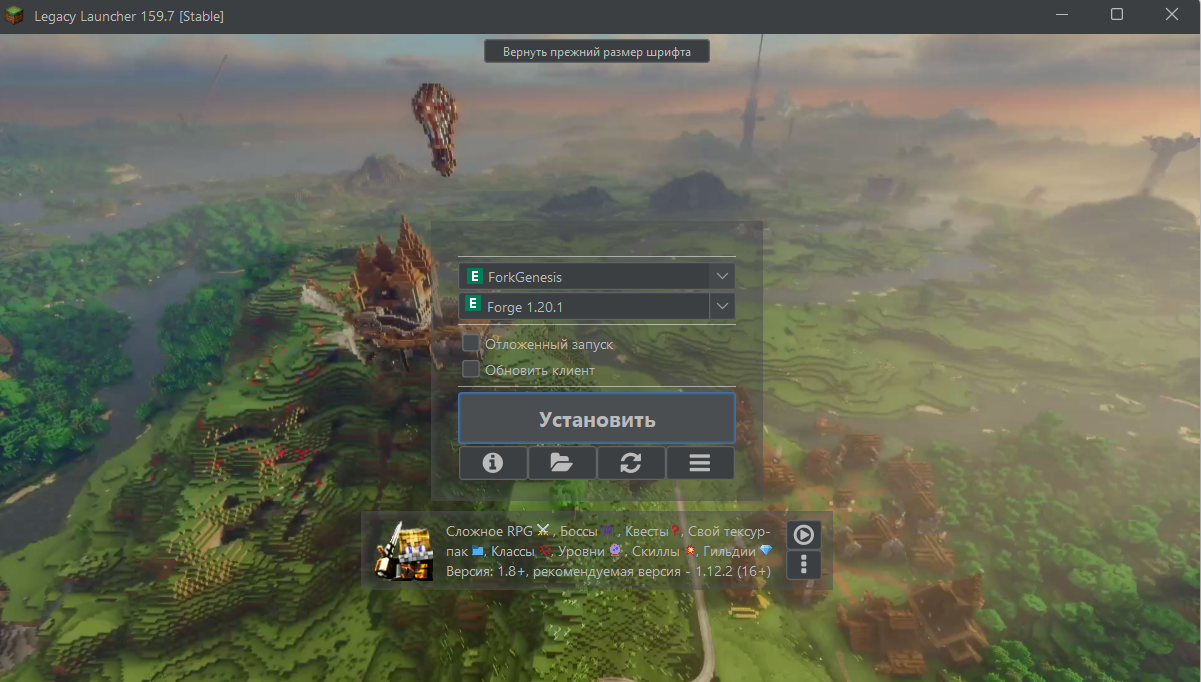 Legacy Launcher 159.7 [Stable]
Вернуть прежний размер шрифта
E ForkGenesis
E Forge 1.20.1
Отложенный запуск
Обновить клиент
Установить
Сложное RPG⚔, Боссы👾, Квесты❓, Свой тексур-
пак📁, Классы💢, Уровни🔮, Скиллы💥, Гильдии💎
Версия: 1.8+, рекомендуемая версия - 1.12.2 (16+)